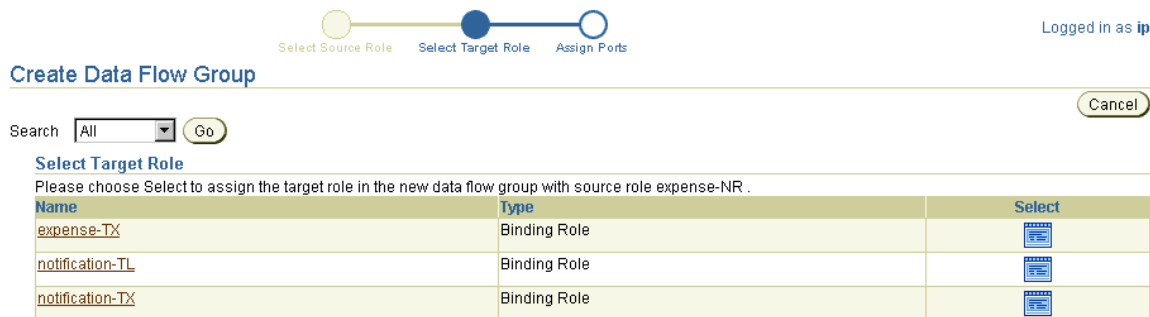 Select Source Role Select Target Role Assign Ports
Logged in as ip
Create Data Flow Group
Cancel
Search All Go
Select Target Role
Please choose Select to assign the target role in the new data flow group with source role expense-NR .
Name Type Select
expense-TX Binding Role
notification-TL Binding Role
notification-TX Binding Role